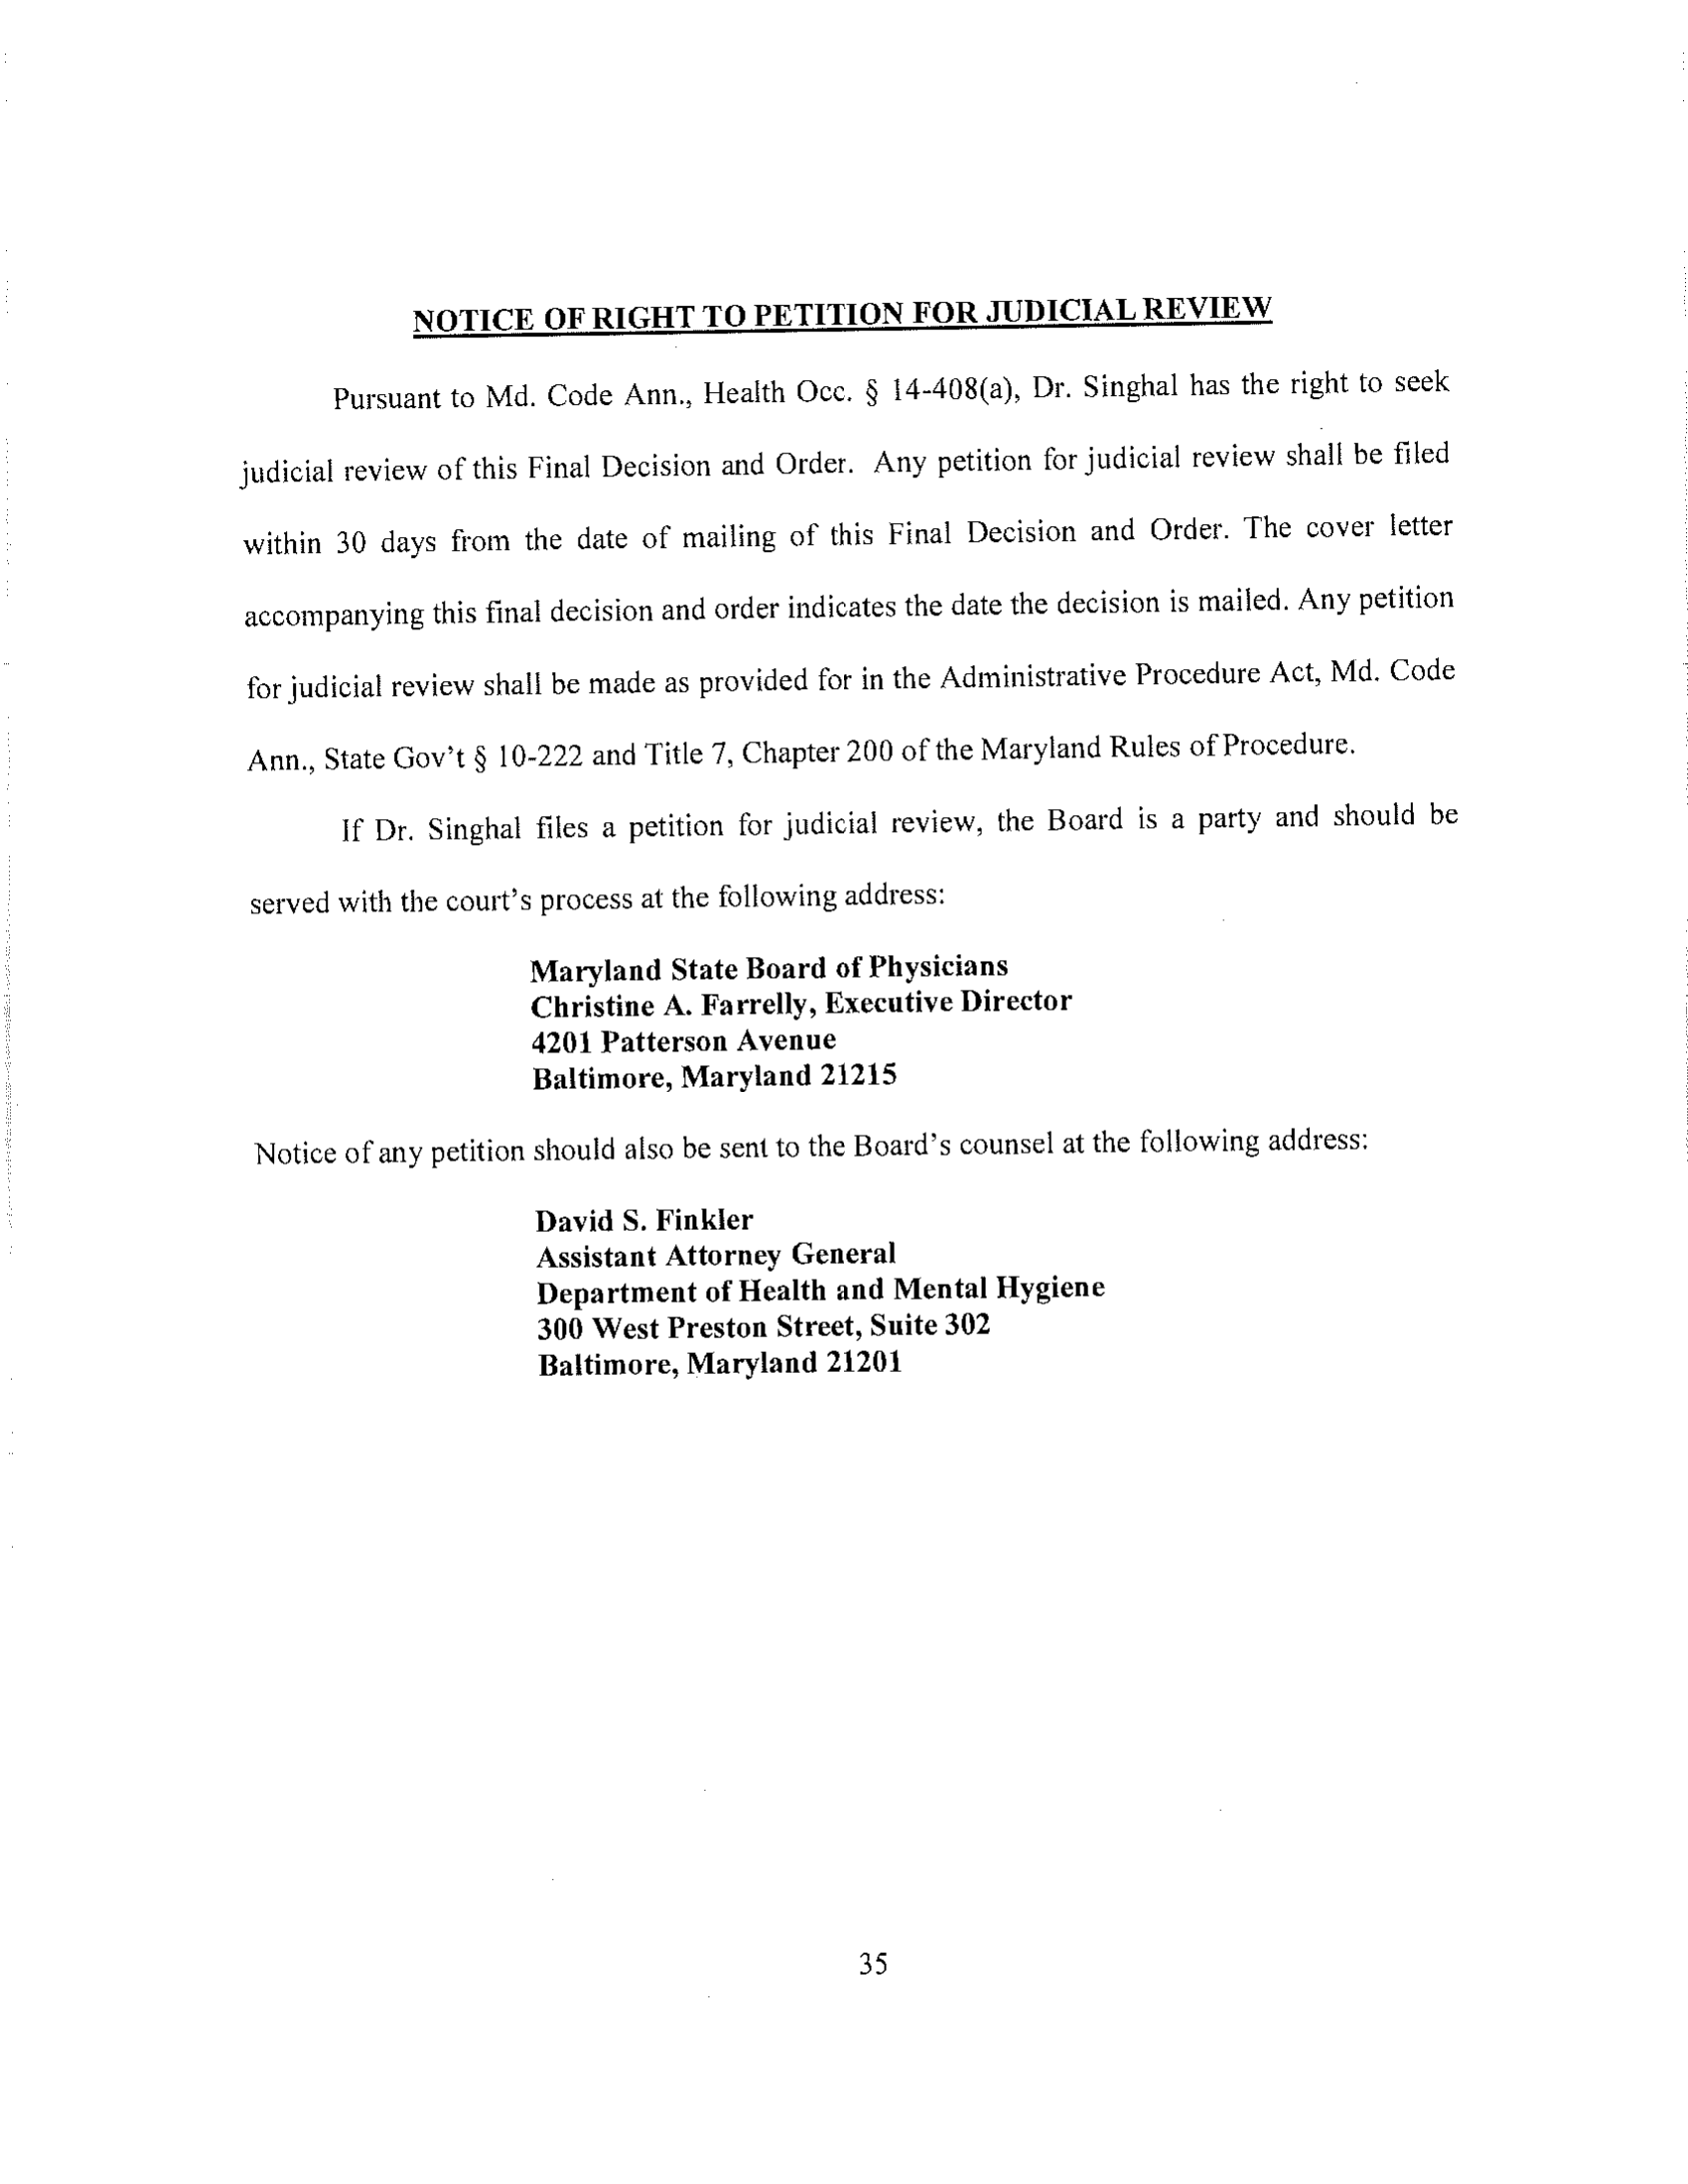 NOTICE OF RIGHT TO PETITION FOR JUDICIAL REVIEW
Pursuant to Md. Code Ann., Health Occ. § 14-408(a), Dr. Singhal has the right to seek
judicial review of this Final Decision and Order. Any petition for judicial review shall be filed
within 30 days from the date of mailing of this Final Decision and Order. The cover letter
accompanying this final decision and order indicates the date the decision is mailed. Any petition
for judicial review shall be made as provided for in the Administrative Procedure Act, Md. Code
Ann., State Gov't § 10-222 and Title 7, Chapter 200 of the Maryland Rules of Procedure.
If Dr. Singhal files a petition for judicial review, the Board is a party and should be
served with the court's process at the following address:
Maryland State Board of Physicians
Christine A. Farrelly, Executive Director
4201 Patterson Avenue
Baltimore, Maryland 21215
Notice of any petition should also be sent to the Board's counsel at the following address:
David S. Finkler
Assistant Attorney General
Department of Health and Mental Hygiene
300 West Preston Street, Suite 302
Baltimore, Maryland 21201
35